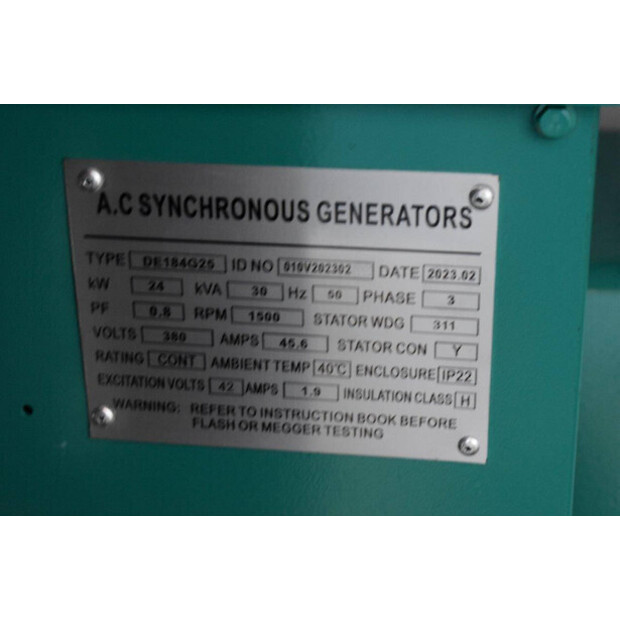 A.C SYNCHRONOUS GENERATORS
TYPE DE184G25 ID NO 010V202302 DATE 2023.02
kW 24 kVA 30 Hz 50 PHASE 3
PF 0.8 RPM 1500 STATOR WDG 311
VOLTS 380 AMPS 45.6 STATOR CON Y
RATING CONT AMBIENT TEMP 40℃ ENCLOSURE IP22
EXCITATION VOLTS 42 AMPS 1.9 INSULATION CLASS H
WARNING: REFER TO INSTRUCTION BOOK BEFORE
FLASH OR MEGGER TESTING